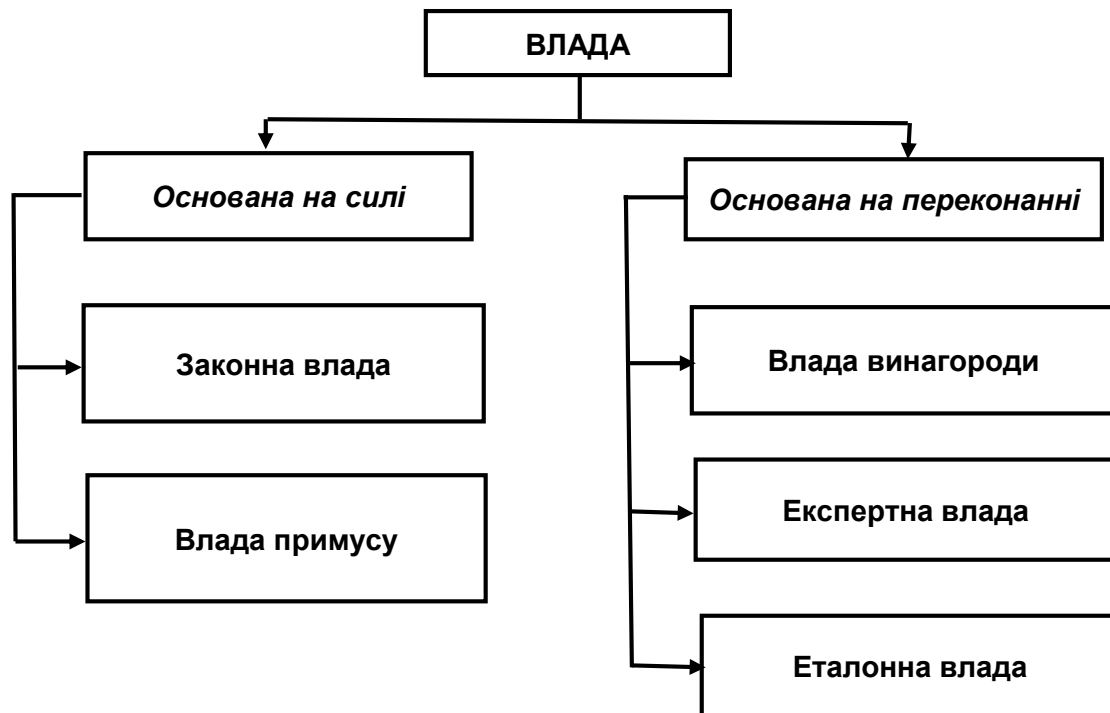 ВЛАДА
Основана на силі
Законна влада
Влада примусу
Основана на переконанні
Влада винагороди
Експертна влада
Еталонна влада